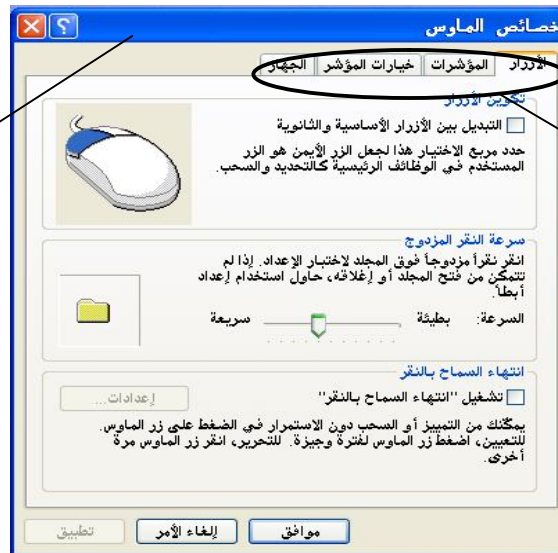 خصائص الماوس
الأزرار المؤشرات خيارات المؤشر الجهاز
تكوين الأزرار
التبديل بين الأزرار الأساسية والثانوية
حدد مربع الاختيار هذا لجعل الزر الأيمن هو الزر
المستخدم في الوظائف الرئيسية كالتحديد والسحب.
سرعة النقر المزدوج
انقر نقراً مزدوجاً فوق المجلد لاختبار الإعداد. إذا لم
تتمكن من فتح المجلد أو إغلاقه، حاول استخدام إعداد
أبطأ.
السرعة: بطيئة سريعة
انتهاء السماح بالنقر
تشغيل "انتهاء السماح بالنقر"
إعدادات...
يمكنك من التمييز أو السحب دون الاستمرار في الضغط على زر الماوس.
للتعيين، اضغط زر الماوس لفترة وجيزة. للتحرير، انقر زر الماوس مرة
أخرى.
موافق إلغاء الأمر تطبيق